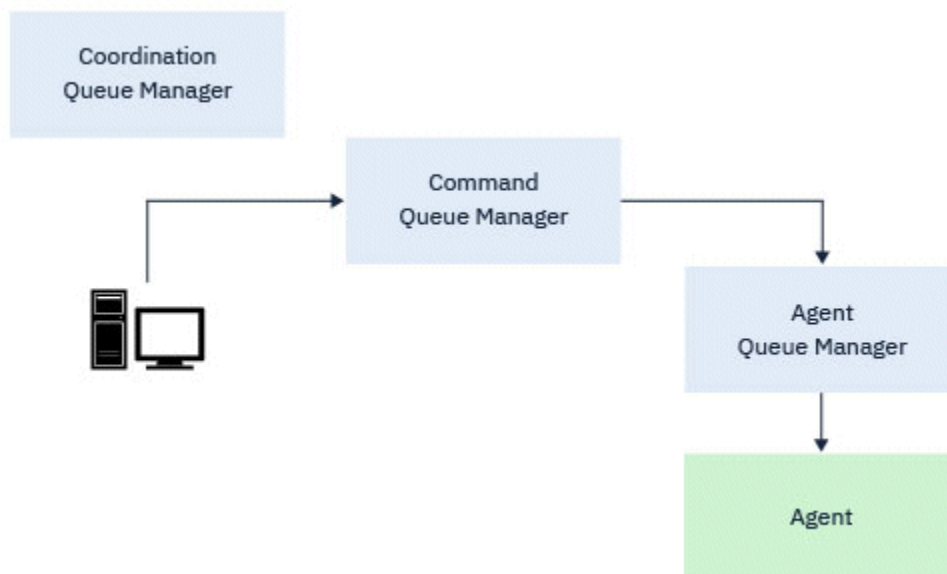 Coordination
Queue Manager
Command
Queue Manager
Agent
Queue Manager
Agent